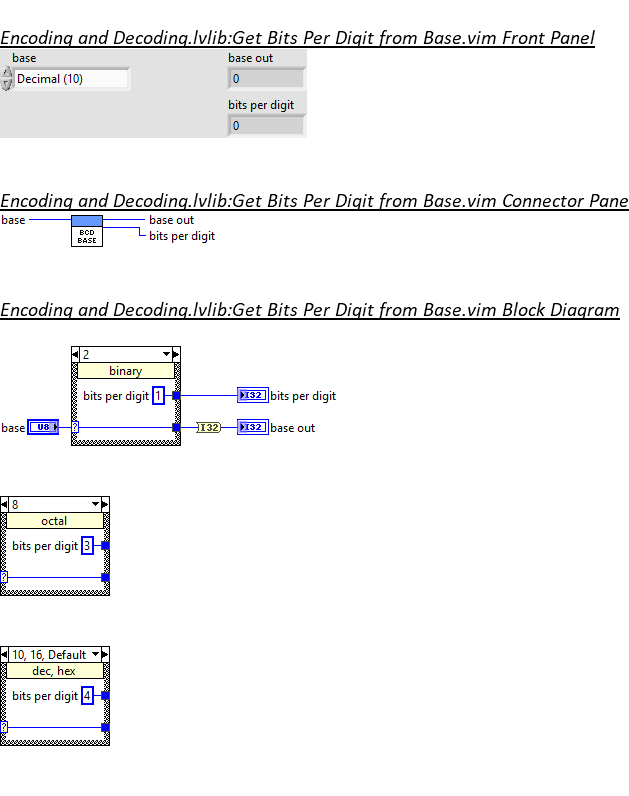 Encoding and Decoding.lvlib:Get Bits Per Digit from Base.vim Front Panel
base
base out
Decimal (10)
0
bits per digit
0
Encoding and Decoding.lvlib:Get Bits Per Digit from Base.vim Connector Pane
base
base out
BCD
BASE
bits per digit
Encoding and Decoding.lvlib:Get Bits Per Digit from Base.vim Block Diagram
2
binary
bits per digit 1
I32 bits per digit
base U8 ?
I32 I32 base out
8
octal
bits per digit 3
?
10, 16, Default
dec, hex
bits per digit 4
?